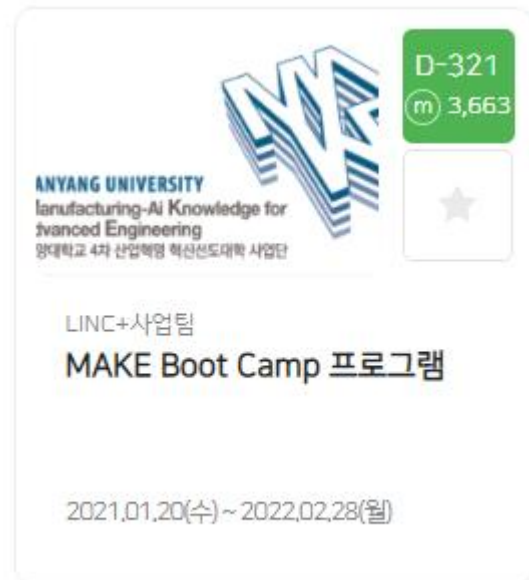 D-321
m 3,663
ANYANG UNIVERSITY
lanufacturing-Ai Knowledge for
dvanced Engineering
양대학교 4차 산업혁명 혁신선도대학 사업단
LINC+사업팀
MAKE Boot Camp 프로그램
2021.01.20(수) ~ 2022.02.28(월)